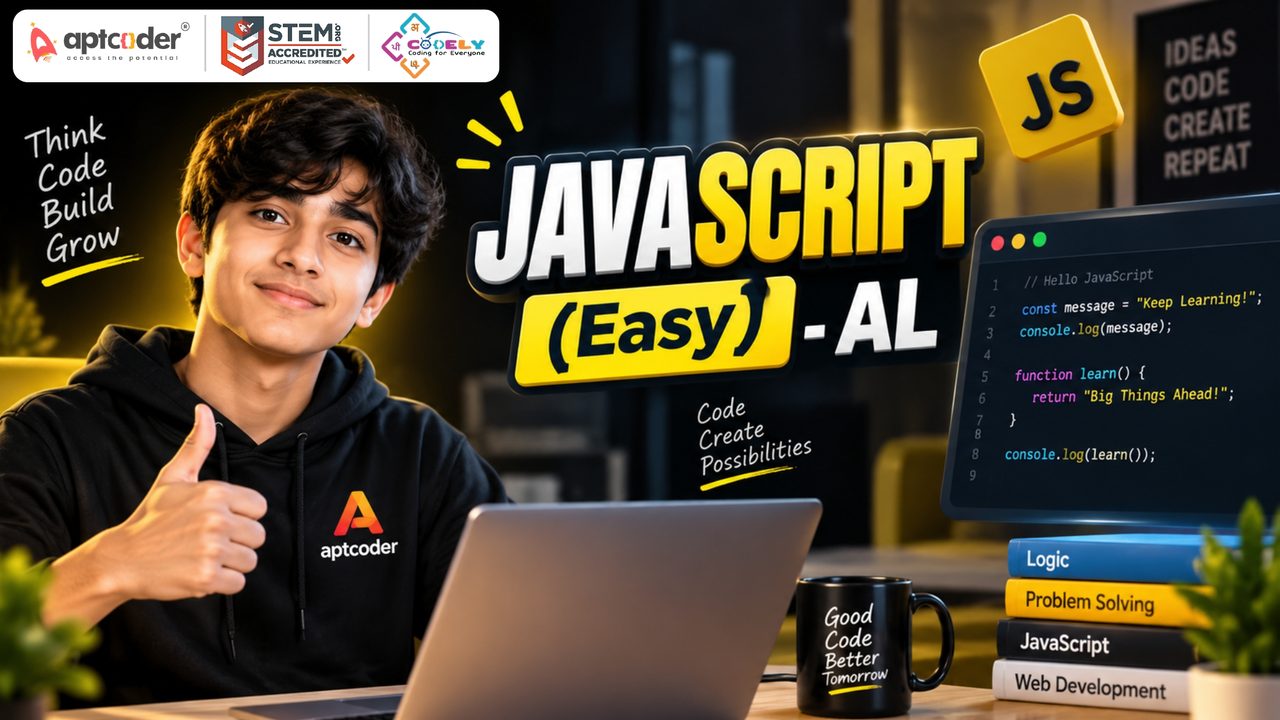 aptcoder®
access the potential
STEM.ORG
ACCREDITED™
EDUCATIONAL EXPERIENCE
अ
भी
CODELY
Coding for Everyone
Think
Code
Build
Grow
JAVASCRIPT
(Easy) - AL
JS
IDEAS
CODE
CREATE
REPEAT
1 // Hello JavaScript
2 const message = "Keep Learning!";
3 console.log(message);
4
5 function learn() {
6 return "Big Things Ahead!";
7 }
8
8 console.log(learn());
9
Code
Create
Possibilities
A
aptcoder
Good
Code
Better
Tomorrow
Logic
Problem Solving
JavaScript
Web Development